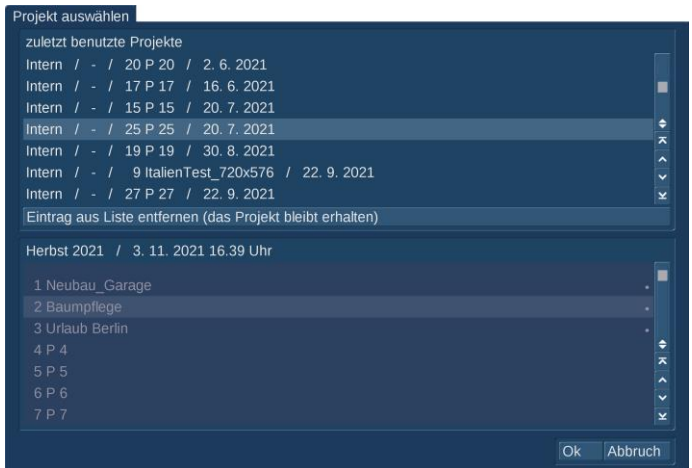 Projekt auswählen
zuletzt benutzte Projekte
Intern / - / 20 P 20 / 2. 6. 2021
Intern / - / 17 P 17 / 16. 6. 2021
Intern / - / 15 P 15 / 20. 7. 2021
Intern / - / 25 P 25 / 20. 7. 2021
Intern / - / 19 P 19 / 30. 8. 2021
Intern / - / 9 ItalienTest_720x576 / 22. 9. 2021
Intern / - / 27 P 27 / 22. 9. 2021
Eintrag aus Liste entfernen (das Projekt bleibt erhalten)
Herbst 2021 / 3. 11. 2021 16.39 Uhr
1 Neubau_Garage
2 Baumpflege
3 Urlaub Berlin
4 P 4
5 P 5
6 P 6
7 P 7
Ok Abbruch